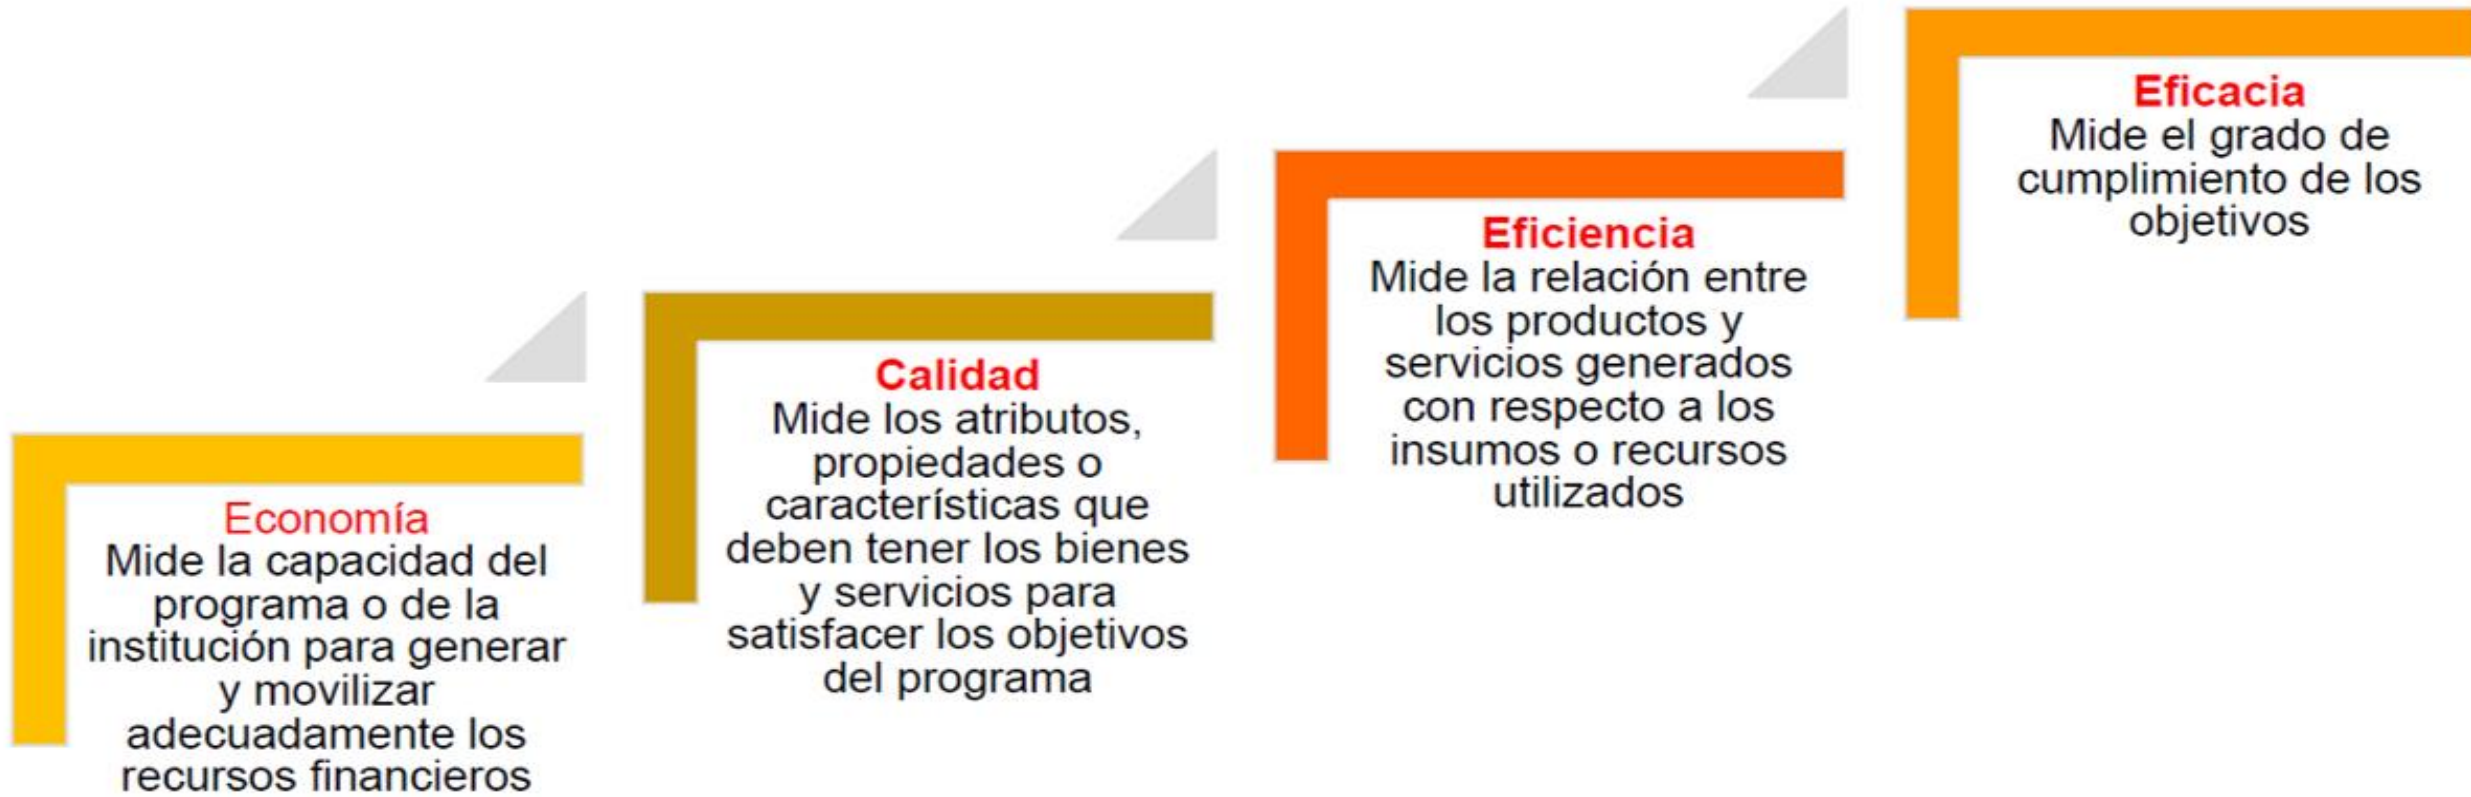 Economía
Mide la capacidad del
programa o de la
institución para generar
y movilizar
adecuadamente los
recursos financieros
Calidad
Mide los atributos,
propiedades o
características que
deben tener los bienes
y servicios para
satisfacer los objetivos
del programa
Eficiencia
Mide la relación entre
los productos y
servicios generados
con respecto a los
insumos o recursos
utilizados
Eficacia
Mide el grado de
cumplimiento de los
objetivos